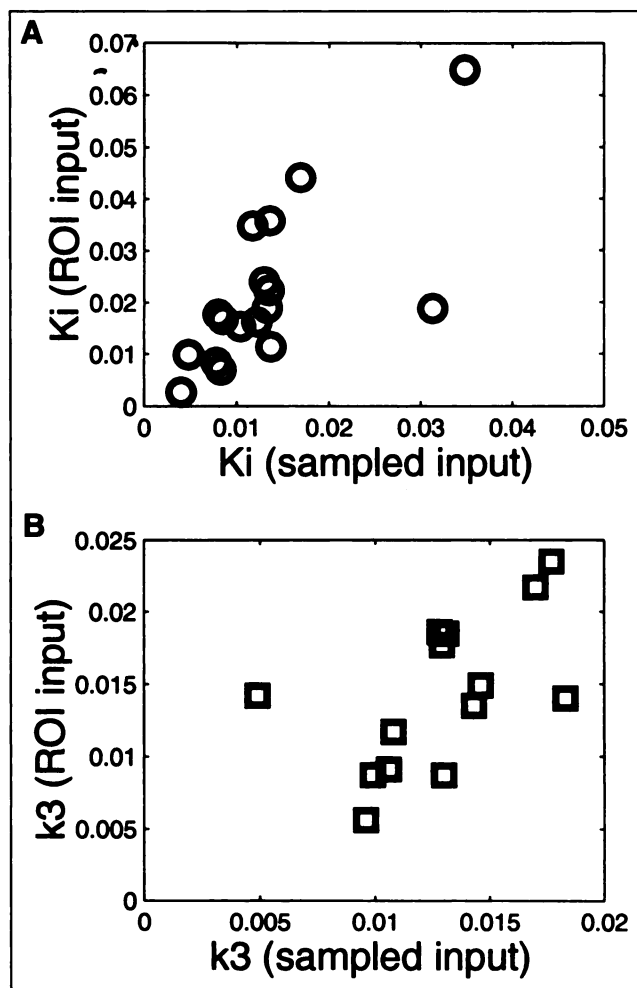 A
0.07
0.06
0.05
0.04
0.03
0.02
0.01
0
Ki (ROI input)
0 0.01 0.02 0.03 0.04 0.05
Ki (sampled input)
B
0.025
0.02
0.015
0.01
0.005
0
k3 (ROI input)
0 0.005 0.01 0.015 0.02
k3 (sampled input)